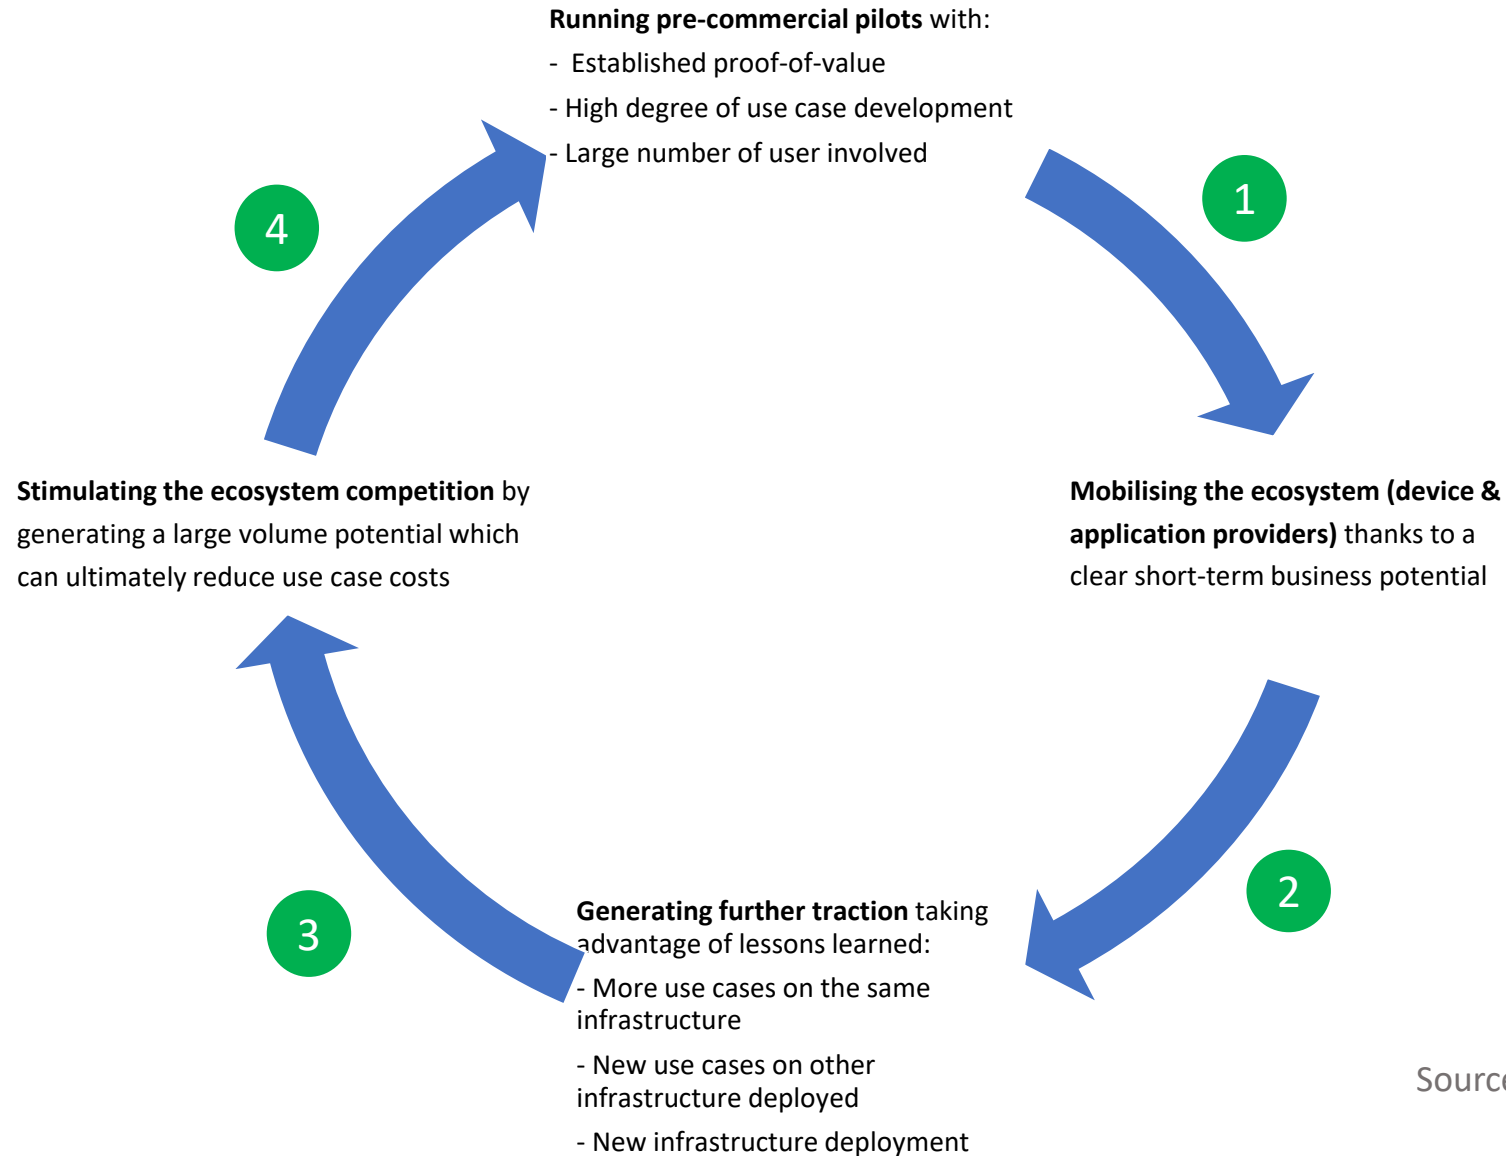 Running pre-commercial pilots with:
- Established proof-of-value
- High degree of use case development
- Large number of user involved
1
4
Mobilising the ecosystem (device &
application providers) thanks to a
clear short-term business potential
Stimulating the ecosystem competition by
generating a large volume potential which
can ultimately reduce use case costs
2
3
Generating further traction taking
advantage of lessons learned:
- More use cases on the same
infrastructure
- New use cases on other
infrastructure deployed
- New infrastructure deployment
Source